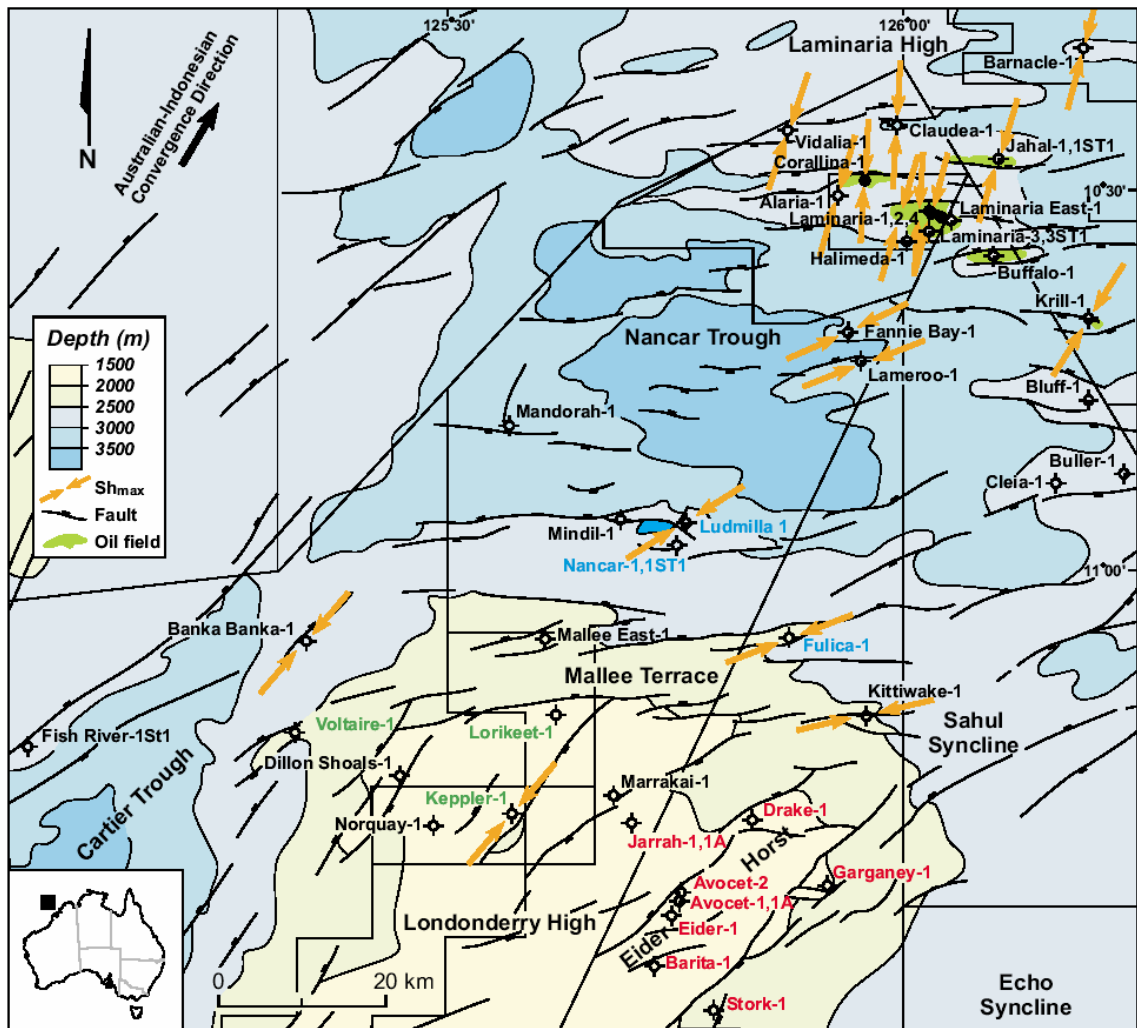 125°30'
126°00'
Laminaria High
Barnacle-1
Australian-Indonesian
Convergence Direction
N
Vidalia-1
Claudea-1
Corallina-1
Jahal-1,1ST1
10°30'
Alaria-1
Laminaria East-1
Laminaria-1,2,4
Laminaria-3,3ST1
Halimeda-1
Buffalo-1
Krill-1
Nancar Trough
Fannie Bay-1
Lameroo-1
Bluff-1
Depth (m)
1500
2000
2500
3000
3500
Shmax
Fault
Oil field
Mandorah-1
Buller-1
Cleia-1
Mindil-1
Ludmilla 1
Nancar-1,1ST1
11°00'
Banka Banka-1
Mallee East-1
Fulica-1
Mallee Terrace
Kittiwake-1
Sahul
Syncline
Voltaire-1
Lorikeet-1
Fish River-1St1
Dillon Shoals-1
Cartier Trough
Keppler-1
Marrakai-1
Norquay-1
Jarrah-1,1A
Drake-1
Eider Horst
Garganey-1
Avocet-2
Avocet-1,1A
Eider-1
Londonderry High
Barita-1
0
20 km
Stork-1
Echo
Syncline